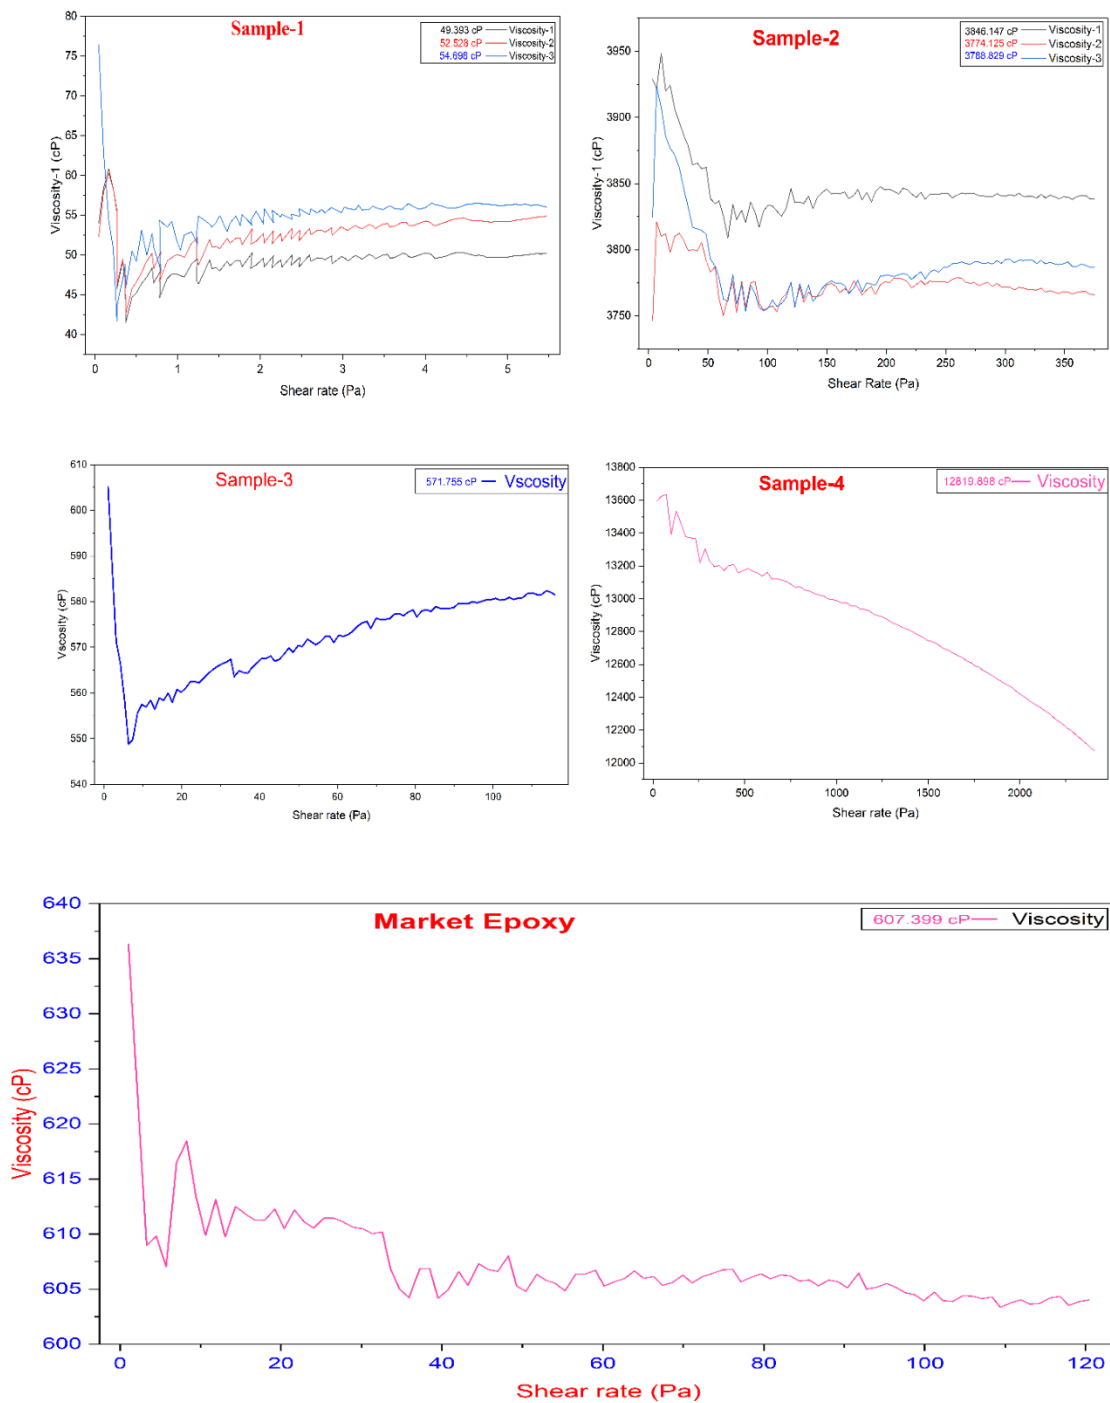 Sample-1
49.393 cP Viscosity-1
52.528 cP Viscosity-2
54.698 cP Viscosity-3
80
75
70
65
60
55
50
45
40
Viscosity-1 (cP)
0 1 2 3 4 5
Shear rate (Pa)
Sample-2
3846.147 cP Viscosity-1
3774.125 cP Viscosity-2
3788.829 cP Viscosity-3
3950
3900
3850
3800
3750
Viscosity-1 (cP)
0 50 100 150 200 250 300 350
Shear Rate (Pa)
Sample-3
571.755 cP Vscosity
610
600
590
580
570
560
550
540
Vscosity (cP)
0 20 40 60 80 100
Shear rate (Pa)
Sample-4
12819.898 cP Viscosity
13800
13600
13400
13200
13000
12800
12600
12400
12200
12000
Viscosity (cP)
0 500 1000 1500 2000
Shear rate (Pa)
Market Epoxy
607.399 cP Viscosity
640
635
630
625
620
615
610
605
600
Viscosity (cP)
0 20 40 60 80 100 120
Shear rate (Pa)